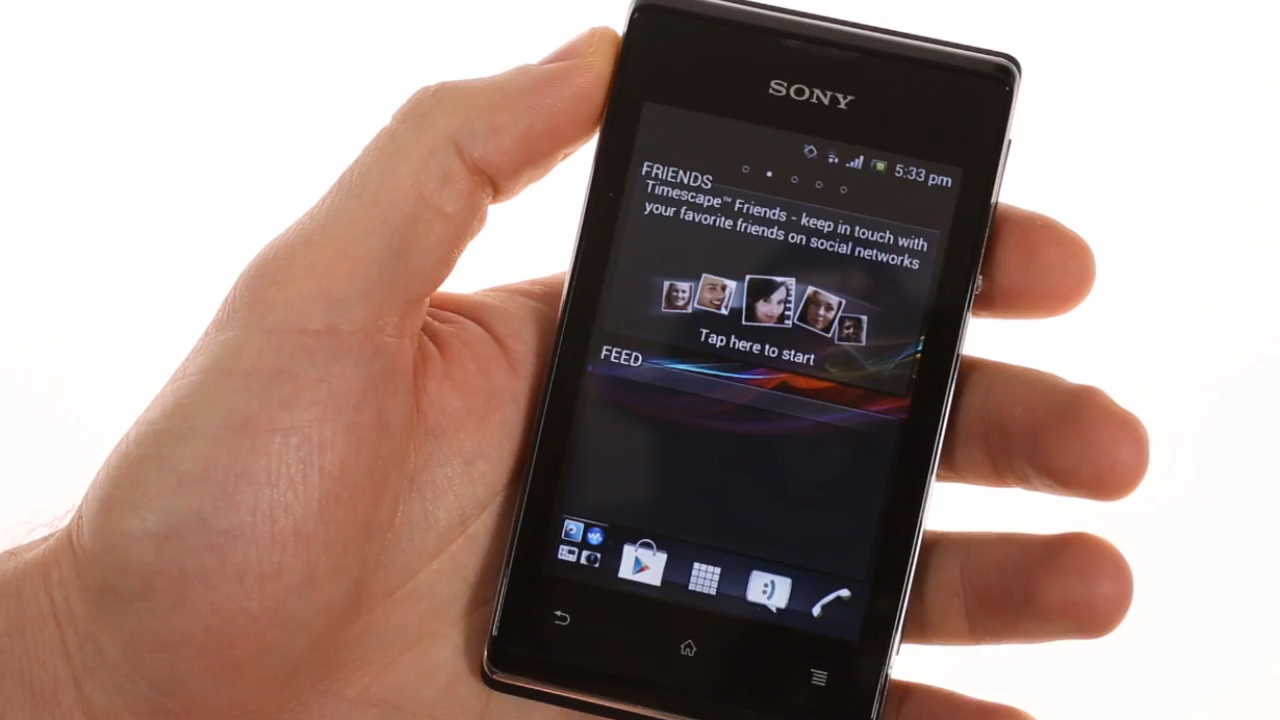 SONY
5:33 pm
FRIENDS
Timescape™ Friends - keep in touch with
your favorite friends on social networks
Tap here to start
FEED